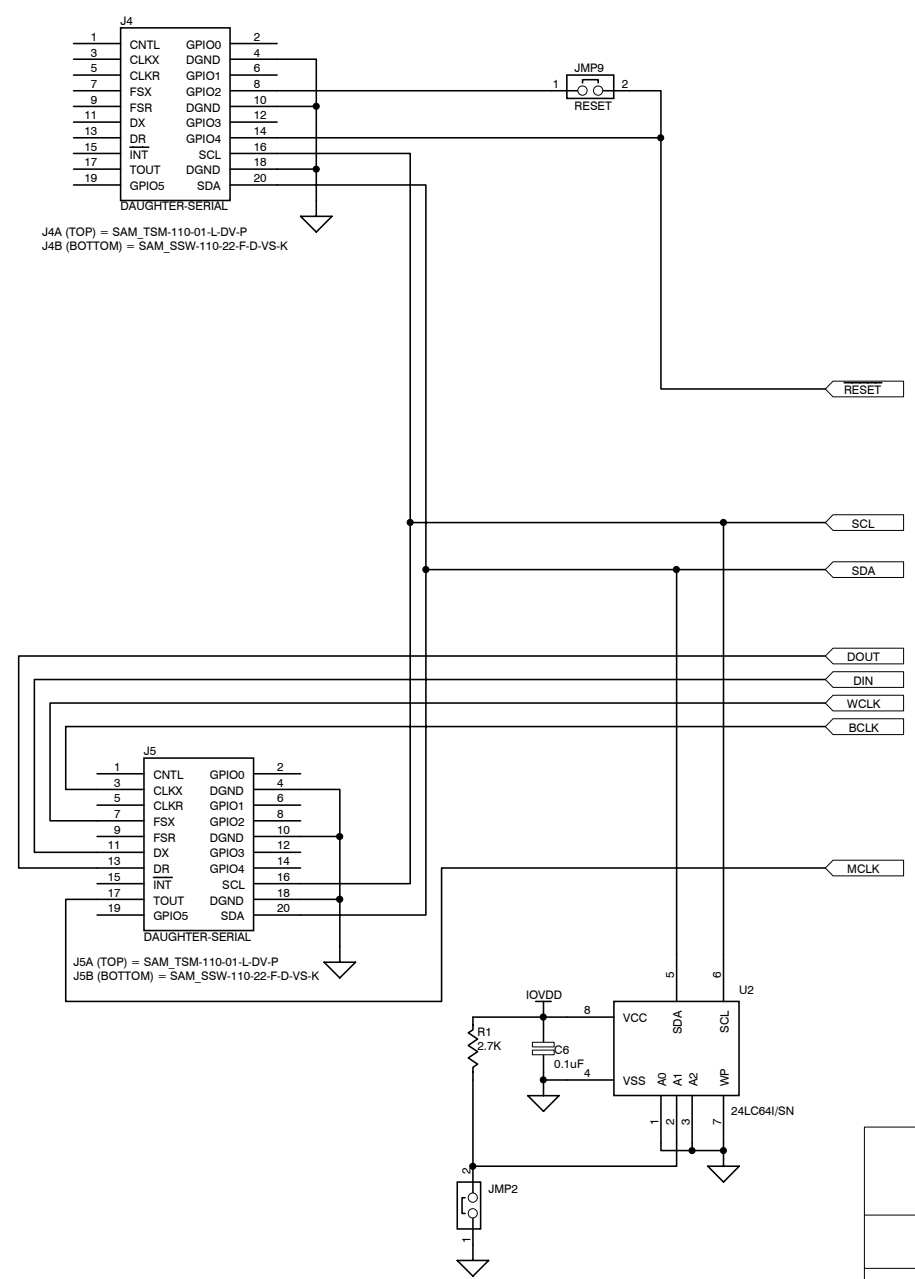 J4
1 CNTL GPIO0 2
3 CLKX DGND 4
5 CLKR GPIO1 6
7 FSX GPIO2 8
9 FSR DGND 10
11 DX GPIO3 12
13 DR GPIO4 14
15 INT SCL 16
17 TOUT DGND 18
19 GPIO5 SDA 20
DAUGHTER-SERIAL
J4A (TOP) = SAM_TSM-110-01-L-DV-P
J4B (BOTTOM) = SAM_SSW-110-22-F-D-VS-K
JMP9
1 2
RESET
RESET
SCL
SDA
DOUT
DIN
WCLK
BCLK
J5
1 CNTL GPIO0 2
3 CLKX DGND 4
5 CLKR GPIO1 6
7 FSX GPIO2 8
9 FSR DGND 10
11 DX GPIO3 12
13 DR GPIO4 14
15 INT SCL 16
17 TOUT DGND 18
19 GPIO5 SDA 20
DAUGHTER-SERIAL
J5A (TOP) = SAM_TSM-110-01-L-DV-P
J5B (BOTTOM) = SAM_SSW-110-22-F-D-VS-K
MCLK
5 6
U2
IOVDD
8 VCC SDA SCL
R1
2.7K
C6
0.1uF
4 VSS A0 A1 A2 WP
24LC64I/SN
1 2 3 7
2
JMP2
1